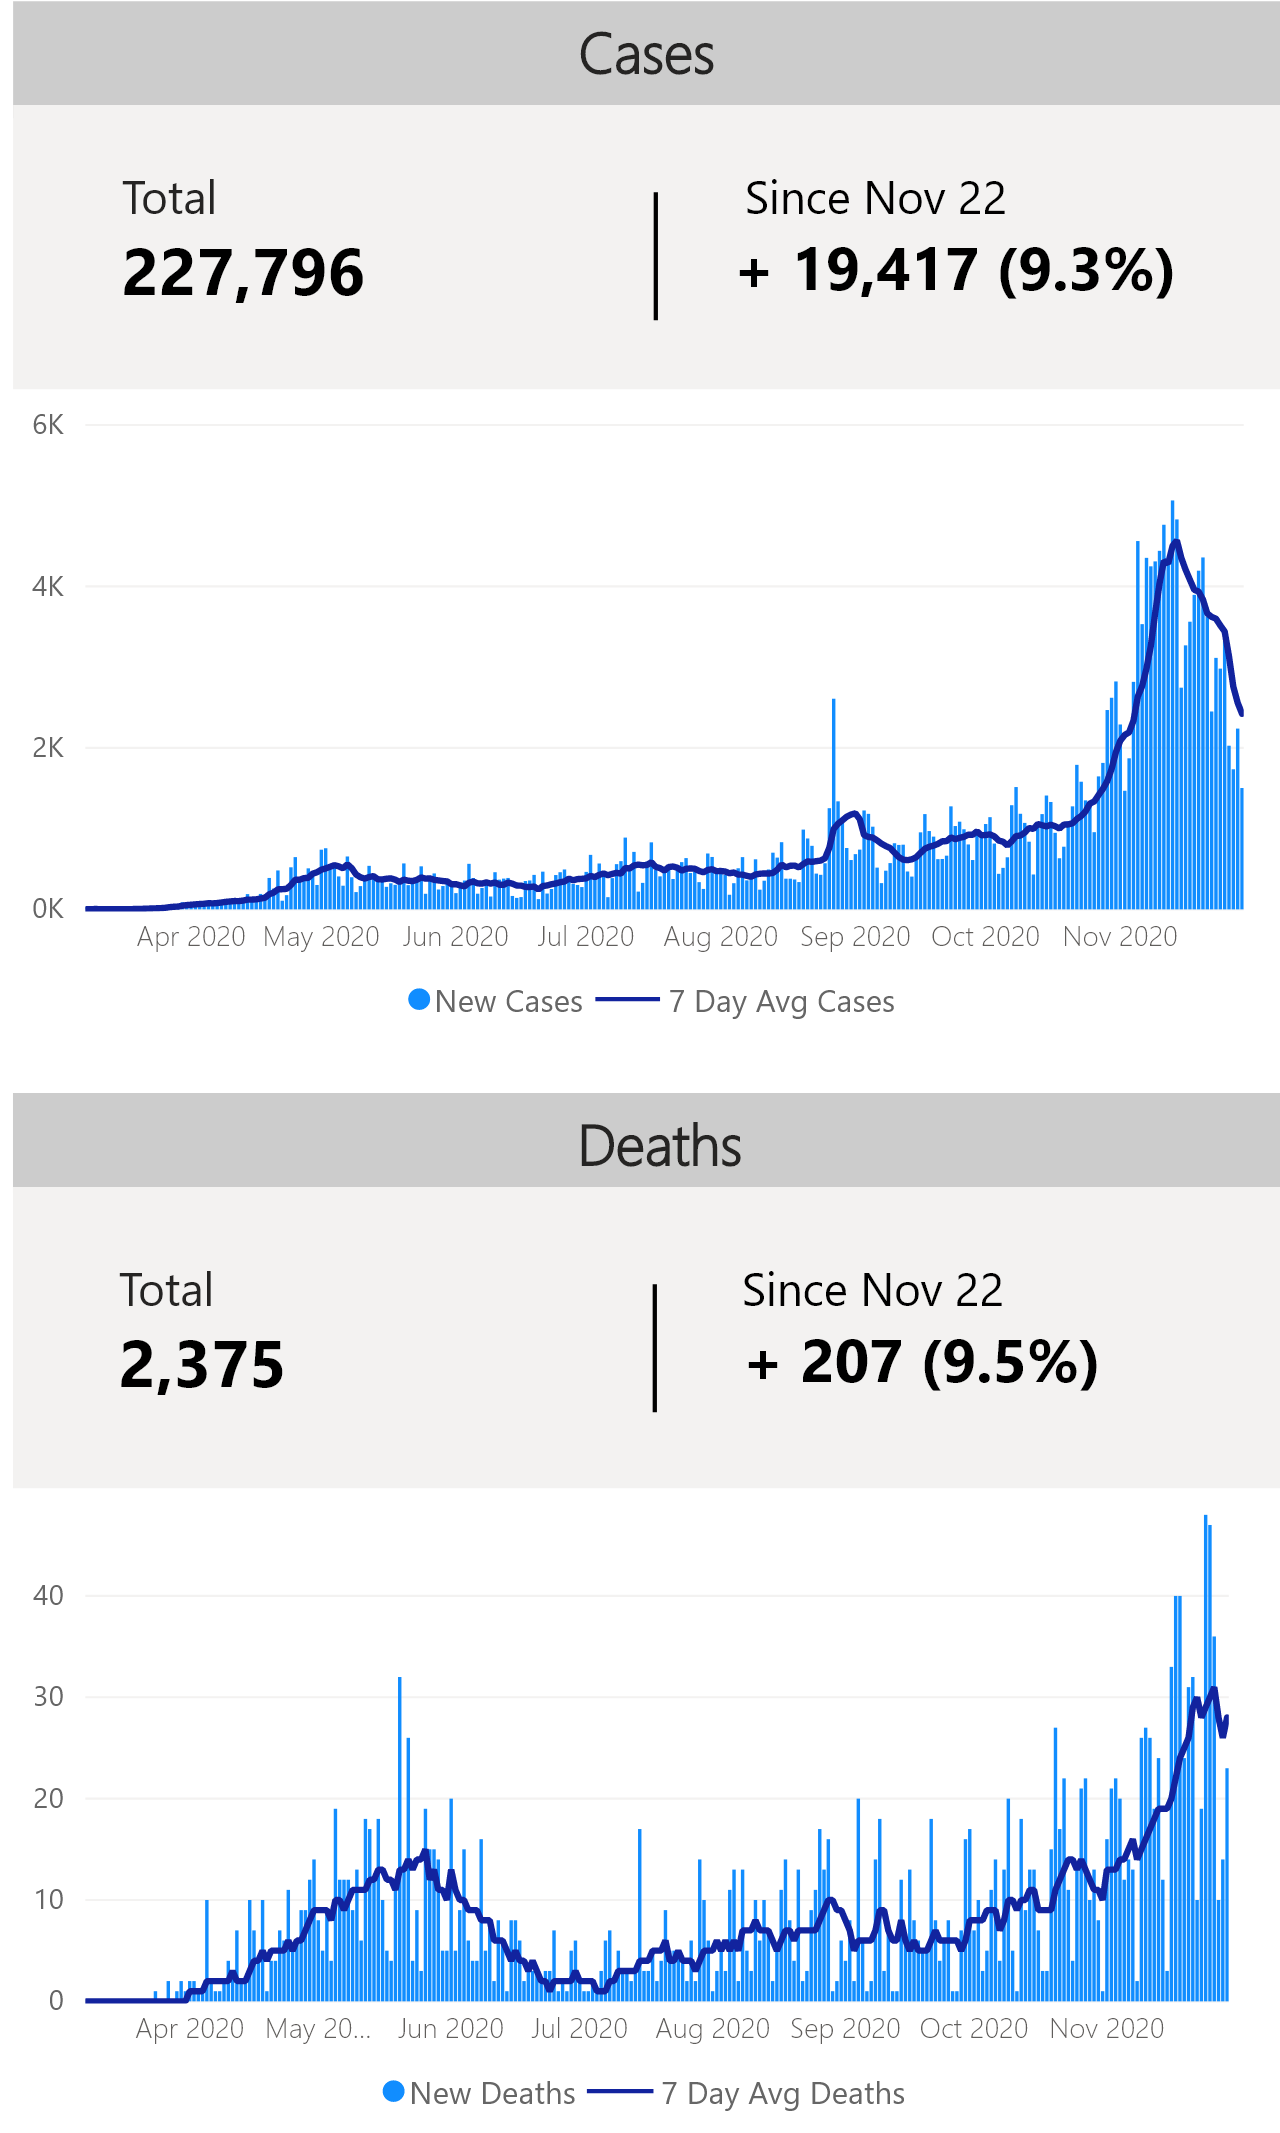 Cases
Total
Since Nov 22
227,796
+ 19,417 (9.3%)
6K
4K
2K
0K
Apr 2020 May 2020 Jun 2020 Jul 2020 Aug 2020 Sep 2020 Oct 2020 Nov 2020
New Cases 7 Day Avg Cases
Deaths
Total
Since Nov 22
2,375
+ 207 (9.5%)
40
30
20
10
0
Apr 2020 May 20... Jun 2020 Jul 2020 Aug 2020 Sep 2020 Oct 2020 Nov 2020
New Deaths 7 Day Avg Deaths